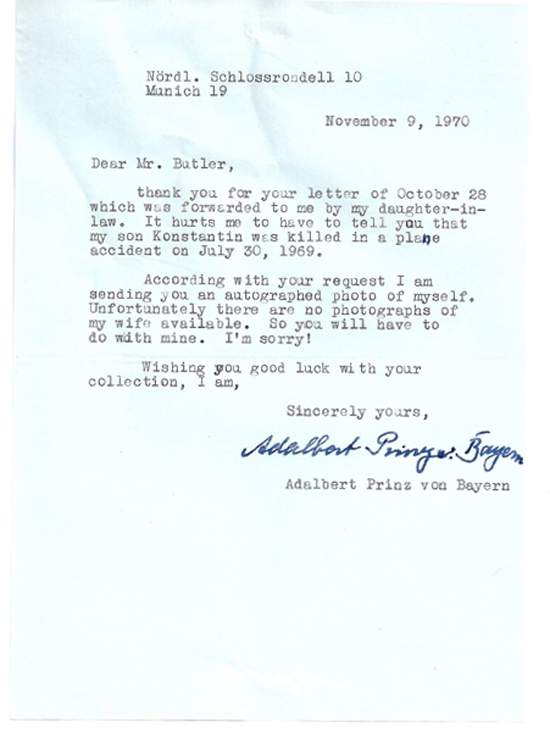 Nördl. Schlossrondell 10
Munich 19
November 9, 1970
Dear Mr. Butler,
thank you for your letter of October 28
which was forwarded to me by my daughter-in-
law. It hurts me to have to tell you that
my son Konstantin was killed in a plane
accident on July 30, 1969.
According with your request I am
sending you an autographed photo of myself.
Unfortunately there are no photographs of
my wife available. So you will have to
do with mine. I'm sorry!
Wishing you good luck with your
collection, I am,
Sincerely yours,
Adalbert Prinz v. Bayern
Adalbert Prinz von Bayern